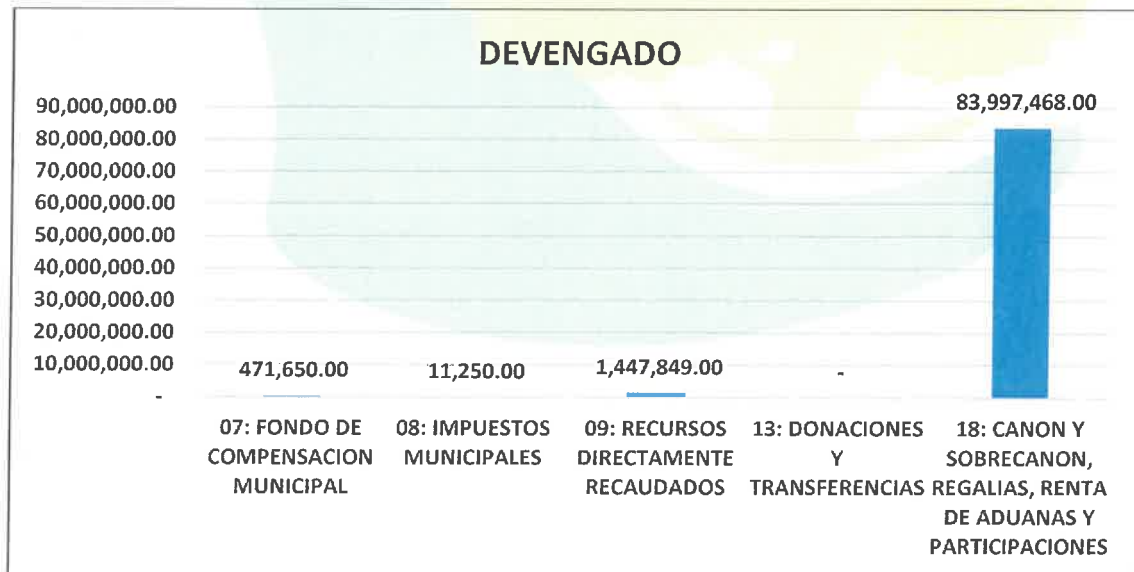 DEVENGADO
90,000,000.00
80,000,000.00
70,000,000.00
60,000,000.00
50,000,000.00
40,000,000.00
30,000,000.00
20,000,000.00
10,000,000.00
-
471,650.00
11,250.00
1,447,849.00
-
83,997,468.00
07: FONDO DE
COMPENSACION
MUNICIPAL
08: IMPUESTOS
MUNICIPALES
09: RECURSOS
DIRECTAMENTE
RECAUDADOS
13: DONACIONES
Y
TRANSFERENCIAS
18: CANON Y
SOBRECANON,
REGALIAS, RENTA
DE ADUANAS Y
PARTICIPACIONES